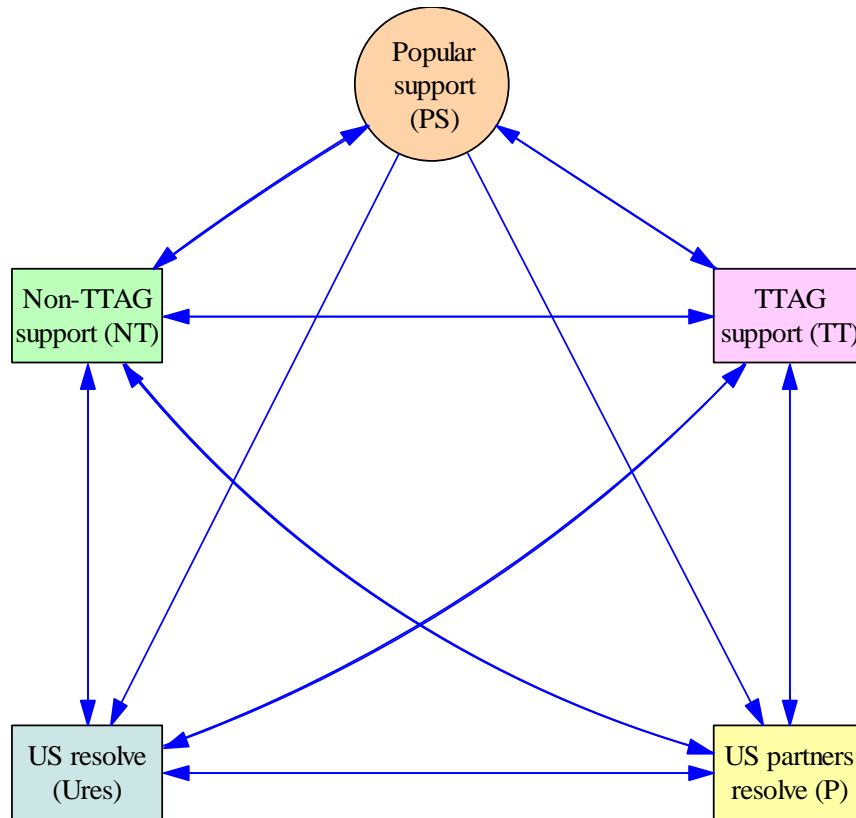 Popular
support
(PS)
Non-TTAG
support (NT)
TTAG
support (TT)
US resolve
(Ures)
US partners
resolve (P)